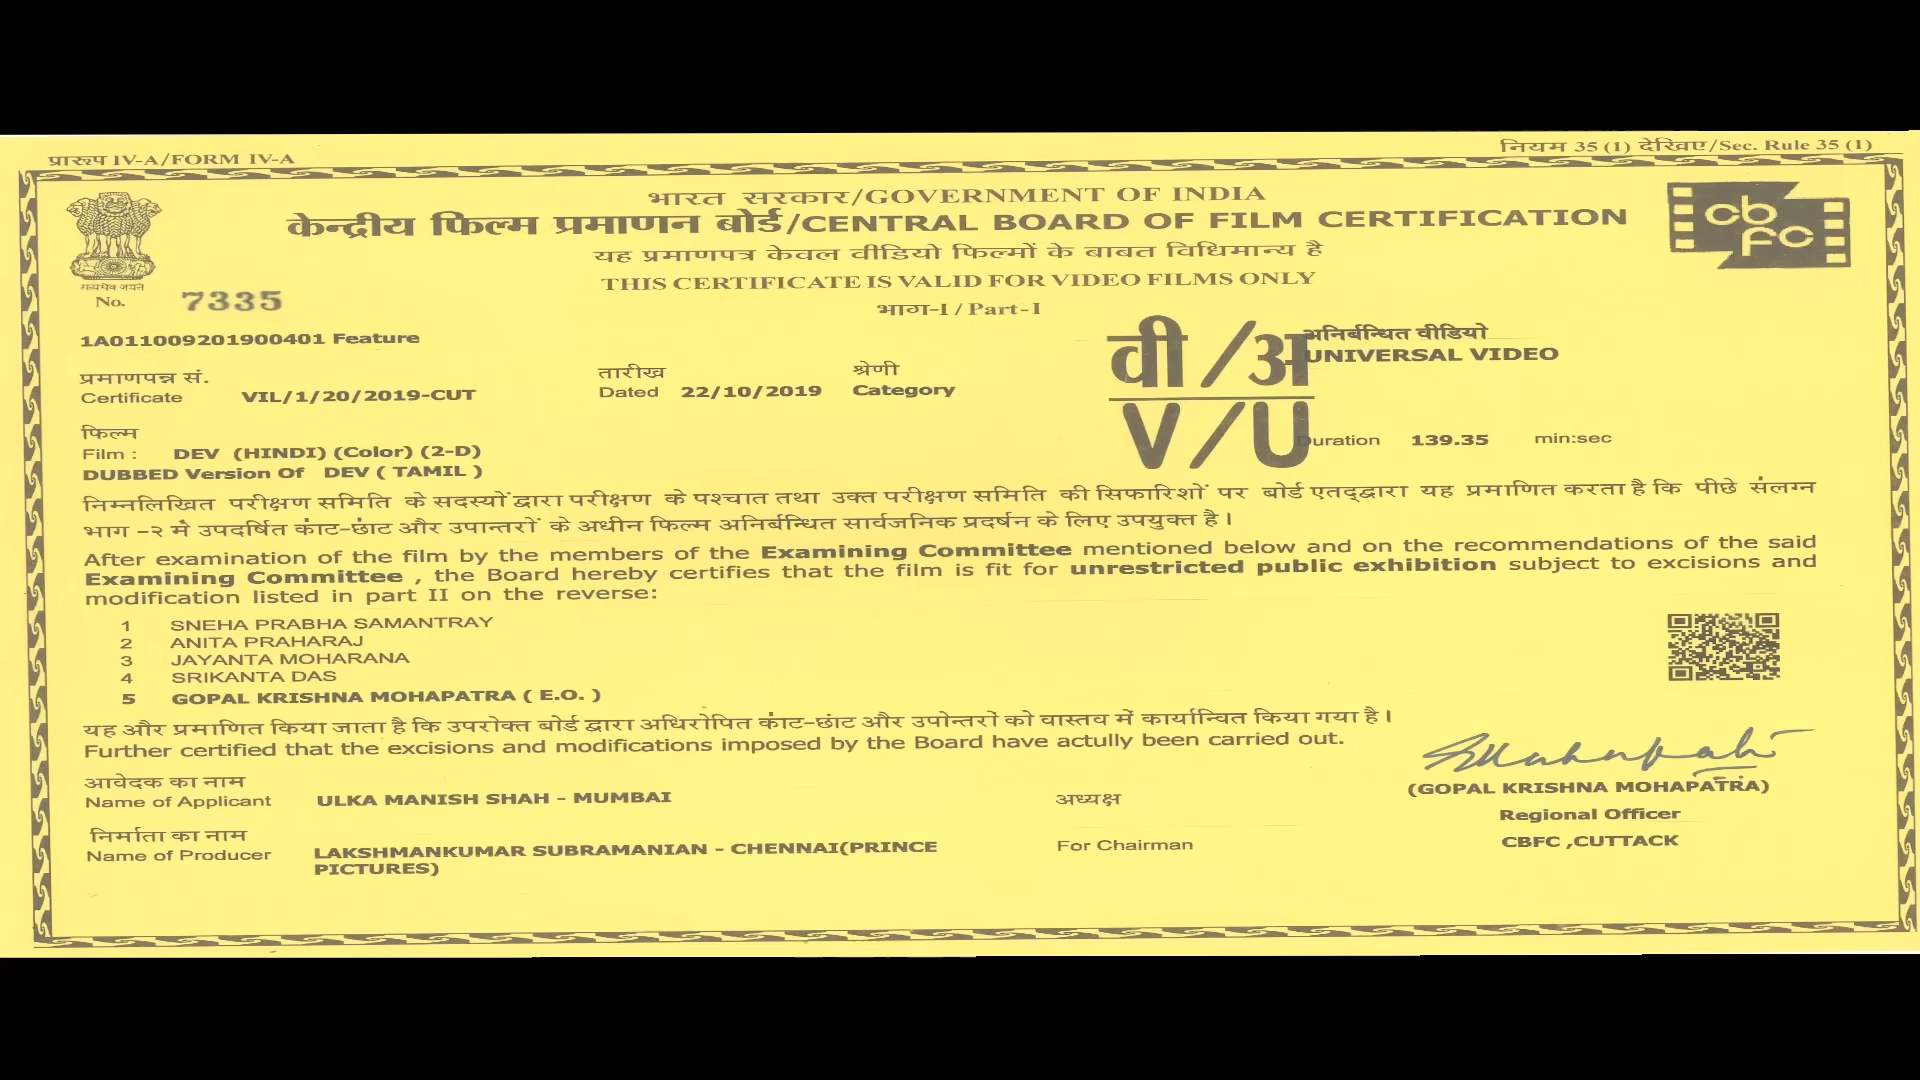 प्रारूप IV-A/FORM IV-A
नियम 35 (1) देखिए/Sec. Rule 35 (1)
भारत सरकार/GOVERNMENT OF INDIA
केन्द्रीय फिल्म प्रमाणन बोर्ड/CENTRAL BOARD OF FILM CERTIFICATION
cb
fc
यह प्रमाणपत्र केवल वीडियो फिल्मों के बाबत विधिमान्य है
THIS CERTIFICATE IS VALID FOR VIDEO FILMS ONLY
सत्यमेव जयते
No. 7335
भाग-I / Part-I
1A011009201900401 Feature
वी/अ
अनिर्बन्धित वीडियो
UNIVERSAL VIDEO
प्रमाणपन्न सं.
तारीख
श्रेणी
Certificate VIL/1/20/2019-CUT Dated 22/10/2019 Category
V/U
Duration 139.35 min:sec
फिल्म
Film : DEV (HINDI) (Color) (2-D)
DUBBED Version Of DEV ( TAMIL )
निम्नलिखित परीक्षण समिति के सदस्यों द्वारा परीक्षण के पश्चात तथा उक्त परीक्षण समिति की सिफारिशों पर बोर्ड एतद्द्वारा यह प्रमाणित करता है कि पीछे संलग्न
भाग -२ में उपदर्षित कांट-छांट और उपान्तरों के अधीन फिल्म अनिर्बन्धित सार्वजनिक प्रदर्षन के लिए उपयुक्त है।
After examination of the film by the members of the Examining Committee mentioned below and on the recommendations of the said
Examining Committee , the Board hereby certifies that the film is fit for unrestricted public exhibition subject to excisions and
modification listed in part II on the reverse:
1 SNEHA PRABHA SAMANTRAY
2 ANITA PRAHARAJ
3 JAYANTA MOHARANA
4 SRIKANTA DAS
5 GOPAL KRISHNA MOHAPATRA ( E.O. )
यह और प्रमाणित किया जाता है कि उपरोक्त बोर्ड द्वारा अधिरोपित कांट-छांट और उपोन्तरों को वास्तव में कार्यान्वित किया गया है।
Further certified that the excisions and modifications imposed by the Board have actully been carried out.
आवेदक का नाम
Name of Applicant ULKA MANISH SHAH - MUMBAI
अध्यक्ष
(GOPAL KRISHNA MOHAPATRA)
Regional Officer
निर्माता का नाम
Name of Producer LAKSHMANKUMAR SUBRAMANIAN - CHENNAI(PRINCE
PICTURES)
For Chairman
CBFC ,CUTTACK